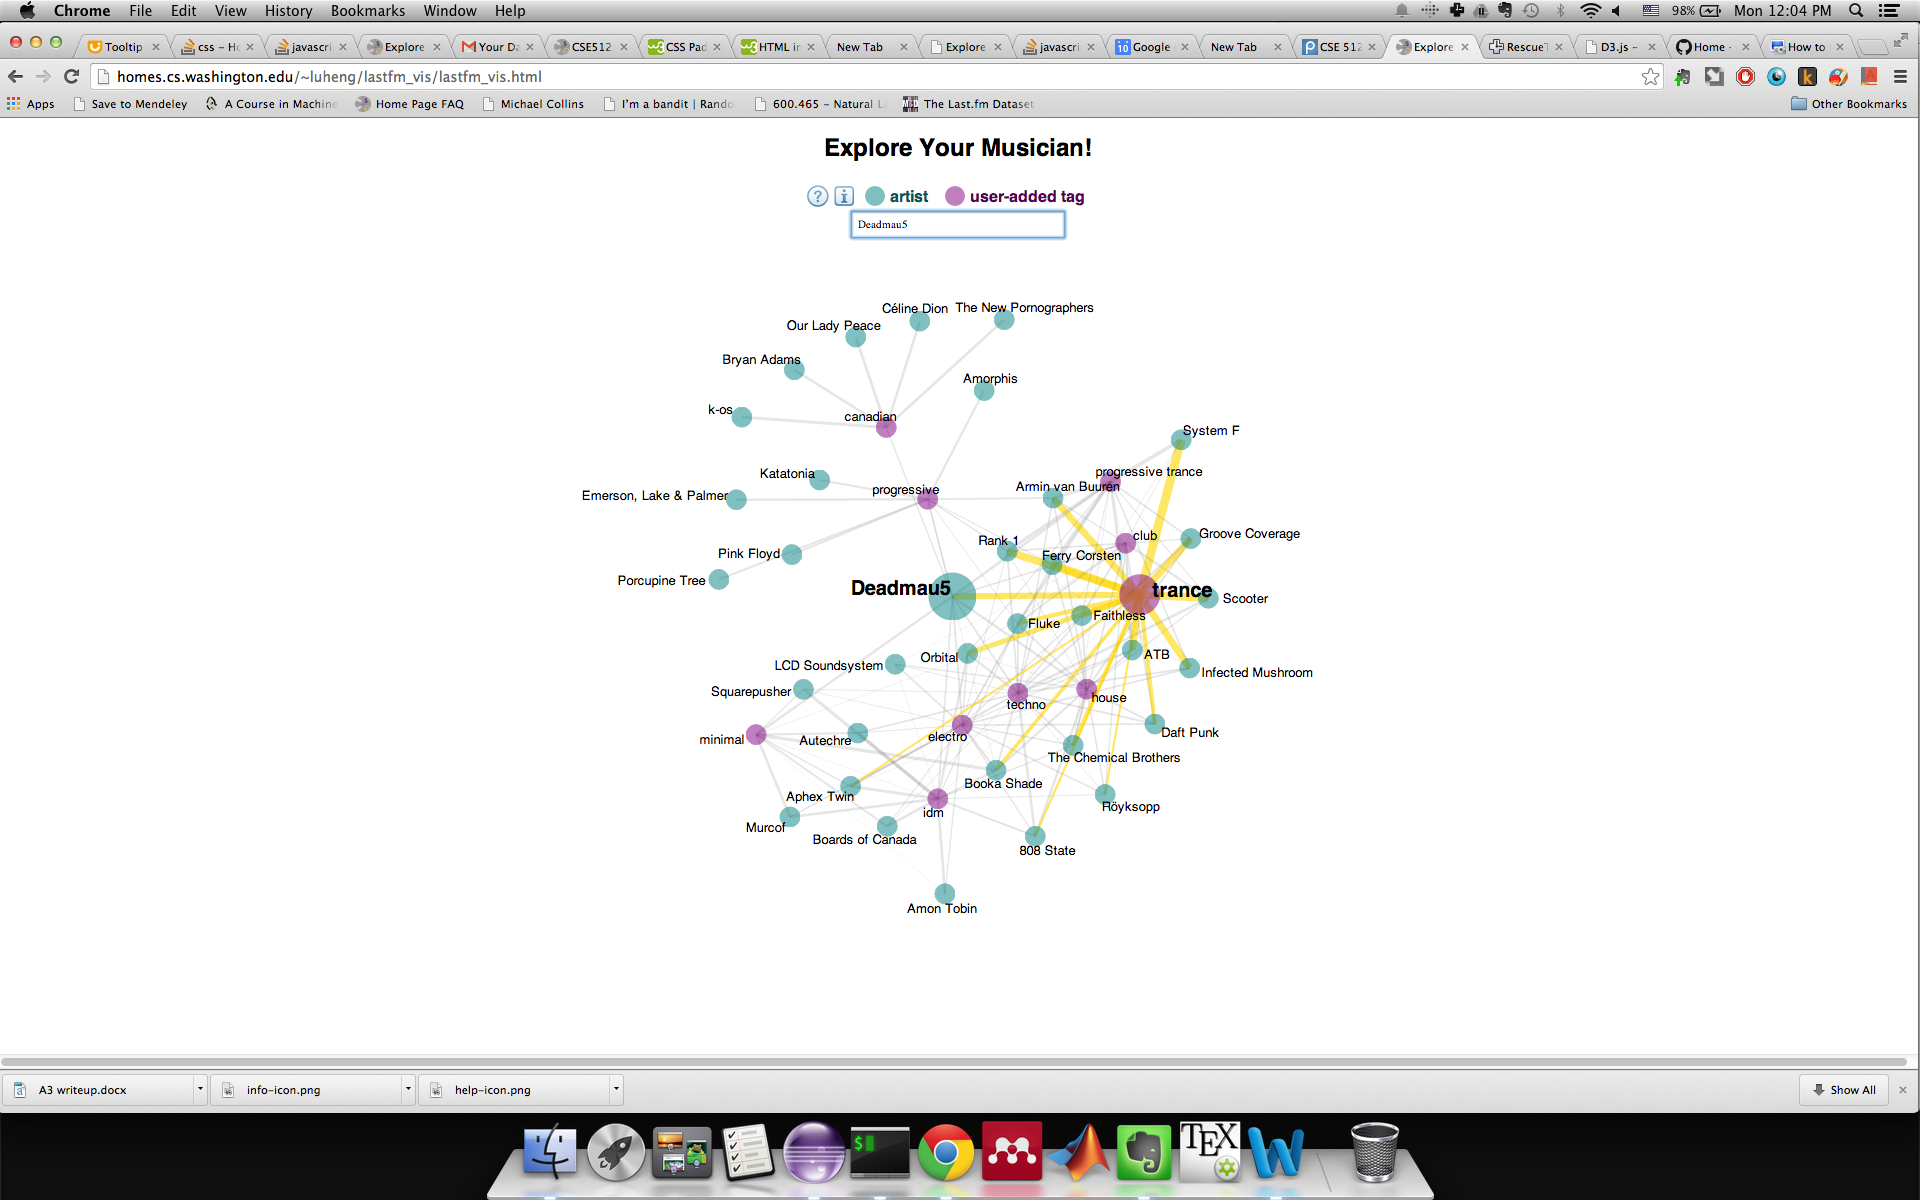 Chrome File Edit View History Bookmarks Window Help 98% Mon 12:04 PM
Tooltip css – Ho javascri Explore Your Da CSE512 CSS Pad HTML in New Tab Explore javascri Google New Tab CSE 512 Explore RescueT D3.js – Home - How to
homes.cs.washington.edu/~luheng/lastfm_vis/lastfm_vis.html
Apps Save to Mendeley A Course in Machine Home Page FAQ Michael Collins I'm a bandit | Rando 600.465 – Natural La The Last.fm Dataset Other Bookmarks
Explore Your Musician!
? i artist user-added tag
Deadmau5
Céline Dion The New Pornographers
Our Lady Peace
Bryan Adams
Amorphis
k-os
canadian
System F
progressive trance
Katatonia
Armin van Buuren
Emerson, Lake & Palmer
progressive
Groove Coverage
club
Rank 1
Pink Floyd
Ferry Corsten
Porcupine Tree
Deadmau5
trance
Scooter
Faithless
Fluke
Orbital
ATB
LCD Soundsystem
Infected Mushroom
Squarepusher
house
techno
Daft Punk
electro
minimal
Autechre
The Chemical Brothers
Booka Shade
Aphex Twin
Röyksopp
idm
Murcof
Boards of Canada
808 State
Amon Tobin
A3 writeup.docx info-icon.png help-icon.png Show All
$
TEX
W